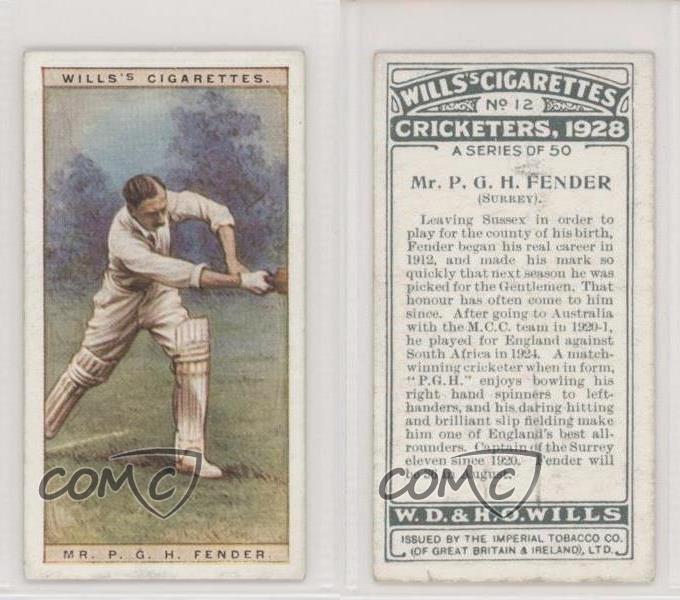 WILLS'S CIGARETTES.
MR. P. G. H. FENDER.
COMC
WILLS'S CIGARETTES
No 12
CRICKETERS, 1928
A SERIES OF 50
Mr. P. G. H. FENDER
(SURREY).
Leaving Sussex in order to
play for the county of his birth,
Fender began his real career in
1912, and made his mark so
quickly that next season he was
picked for the Gentlemen. That
honour has often come to him
since. After going to Australia
with the M.C.C. team in 1920-1,
he played for England against
South Africa in 1924. A match-
winning cricketer when in form,
"P.G.H." enjoys bowling his
right hand spinners to left-
handers, and his daring hitting
and brilliant slip fielding make
him one of England's best all-
rounders. Captain of the Surrey
eleven since 1920. Fender will
be in August.
COMC
W. D. & H. O. WILLS
ISSUED BY THE IMPERIAL TOBACCO CO.
(OF GREAT BRITAIN & IRELAND), LTD.